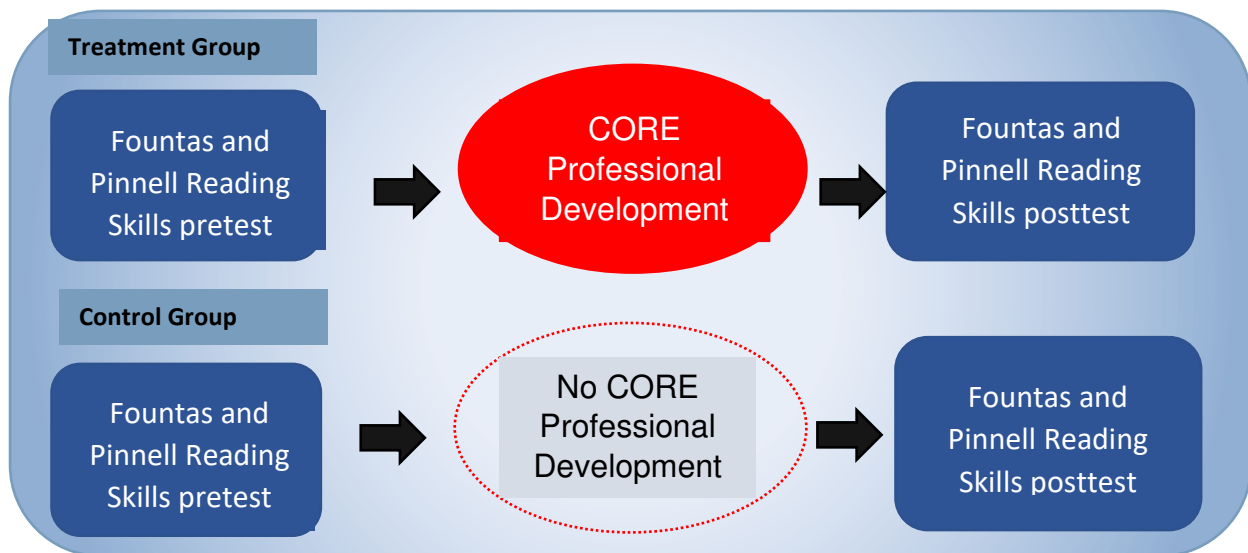 Treatment Group
Fountas and
Pinnell Reading
Skills pretest
CORE
Professional
Development
Fountas and
Pinnell Reading
Skills posttest
Control Group
Fountas and
Pinnell Reading
Skills pretest
No CORE
Professional
Development
Fountas and
Pinnell Reading
Skills posttest